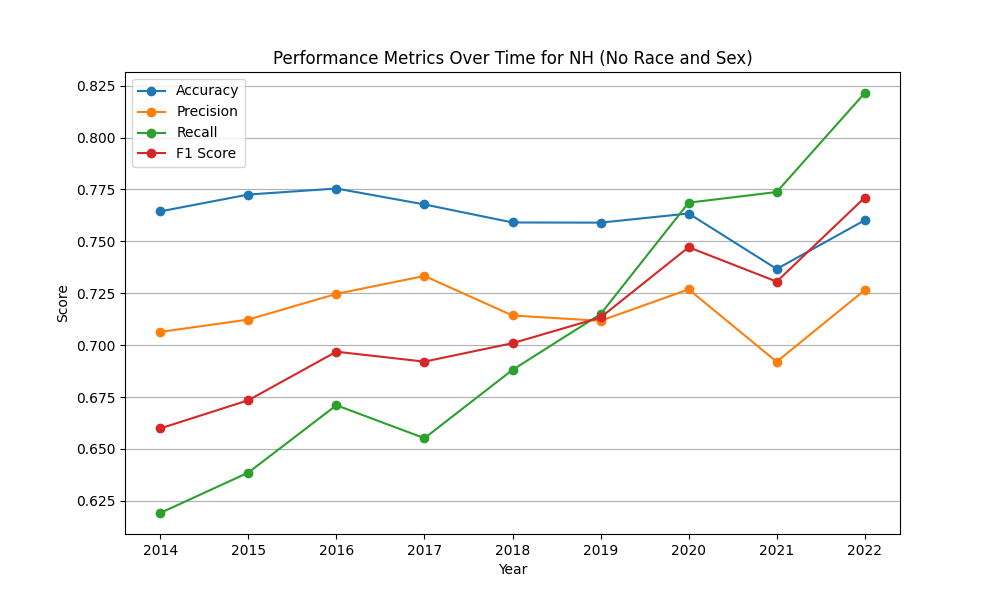 Performance Metrics Over Time for NH (No Race and Sex)
Accuracy
Precision
Recall
F1 Score
Score
0.825
0.800
0.775
0.750
0.725
0.700
0.675
0.650
0.625
2014 2015 2016 2017 2018 2019 2020 2021 2022
Year